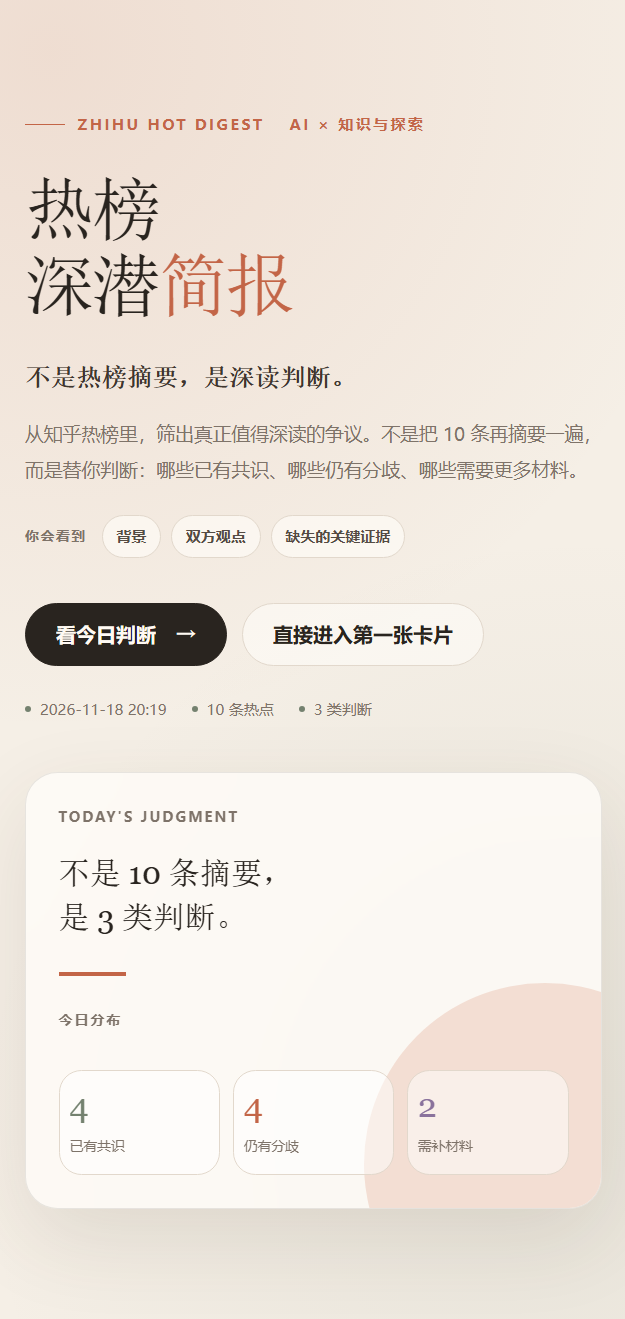 ZHIHU HOT DIGEST AI × 知识与探索
热榜
深潜简报
不是热榜摘要，是深读判断。
从知乎热榜里，筛出真正值得深读的争议。不是把 10 条再摘要一遍，
而是替你判断：哪些已有共识、哪些仍有分歧、哪些需要更多材料。
你会看到 背景 双方观点 缺失的关键证据
看今日判断 → 直接进入第一张卡片
2026-11-18 20:19 10 条热点 3 类判断
TODAY'S JUDGMENT
不是 10 条摘要，
是 3 类判断。
今日分布
4 4 2
已有共识 仍有分歧 需补材料